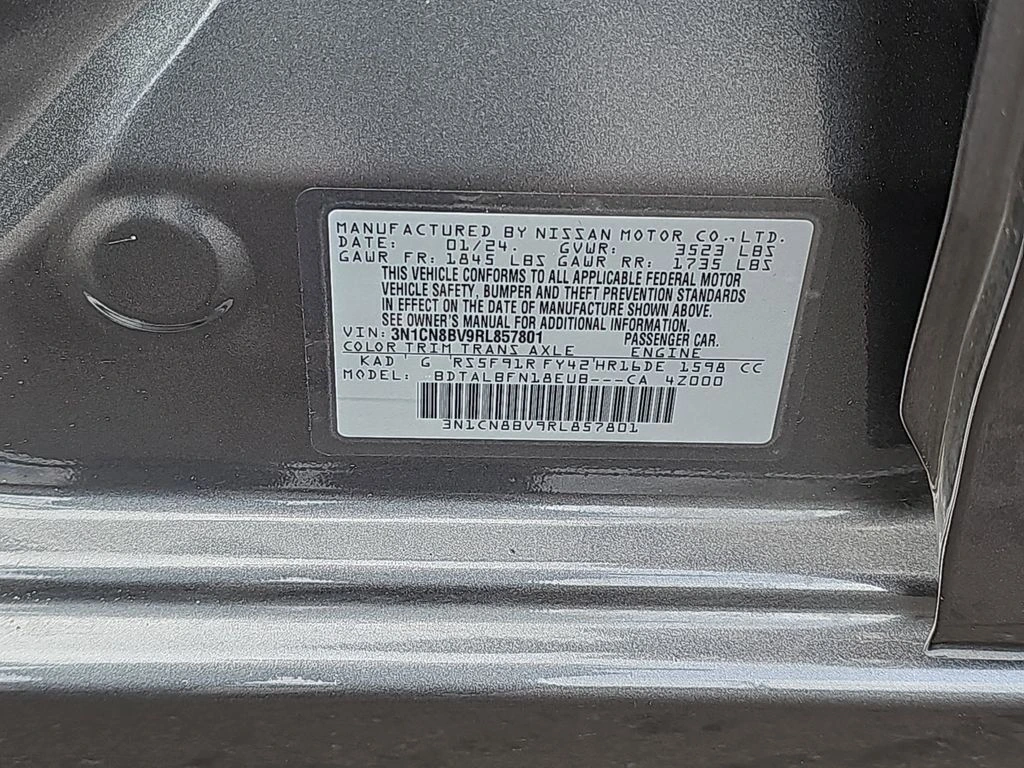 MANUFACTURED BY NISSAN MOTOR CO., LTD.
DATE: 01/24. GVWR: 3523 LBS
GAWR FR: 1845 LBS GAWR RR: 1735 LBS
THIS VEHICLE CONFORMS TO ALL APPLICABLE FEDERAL MOTOR
VEHICLE SAFETY, BUMPER AND THEFT PREVENTION STANDARDS
IN EFFECT ON THE DATE OF MANUFACTURE SHOWN ABOVE.
SEE OWNER'S MANUAL FOR ADDITIONAL INFORMATION.
VIN: 3N1CN8BV9RL857801 PASSENGER CAR.
COLOR TRIM TRANS AXLE ENGINE
KAD ' G ' RS5F91R FY42'HR16DE 1598 CC
MODEL: BDTALBFN18EUB---CA 4Z000
3N1CN8BV9RL857801